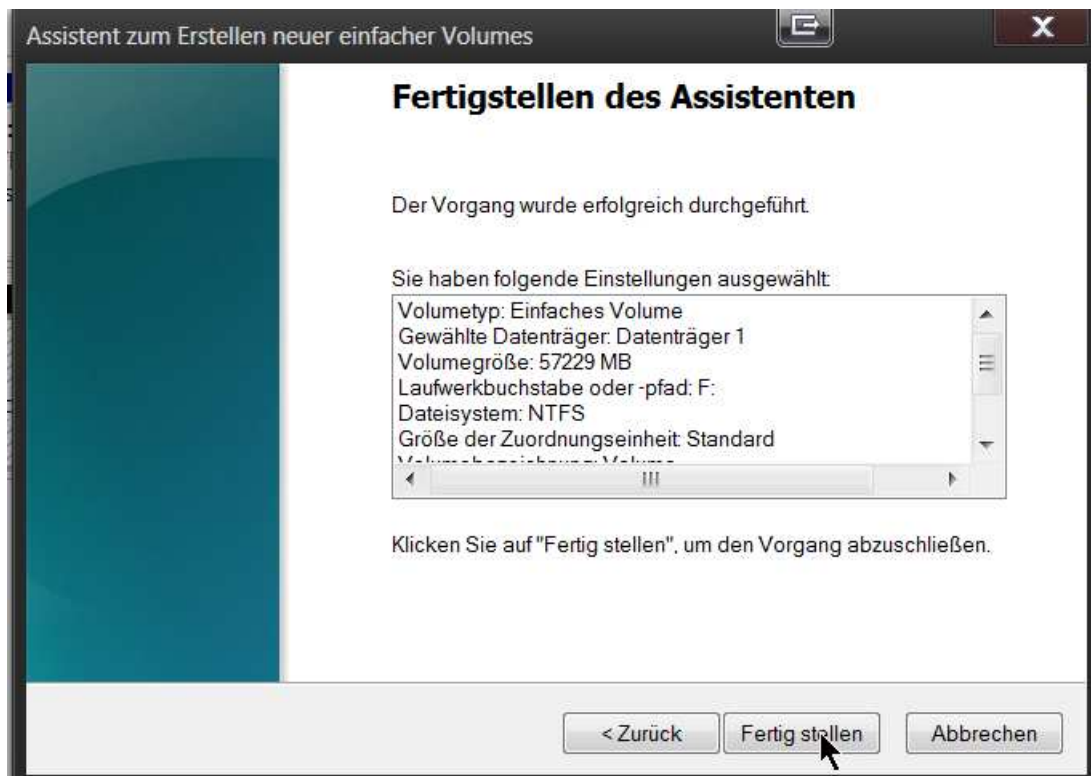 Assistent zum Erstellen neuer einfacher Volumes
X
Fertigstellen des Assistenten
Der Vorgang wurde erfolgreich durchgeführt.
Sie haben folgende Einstellungen ausgewählt:
Volumetyp: Einfaches Volume
Gewählte Datenträger: Datenträger 1
Volumegröße: 57229 MB
Laufwerkbuchstabe oder -pfad: F:
Dateisystem: NTFS
Größe der Zuordnungseinheit: Standard
Volumebezeichnung: Volume
Klicken Sie auf "Fertig stellen", um den Vorgang abzuschließen.
< Zurück
Fertig stellen
Abbrechen